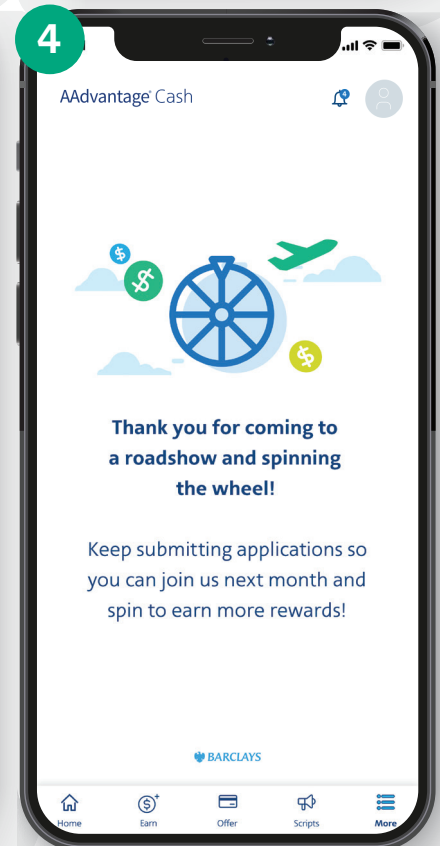 4
AAdvantage® Cash
4
$
$
$
Thank you for coming to
a roadshow and spinning
the wheel!
Keep submitting applications so
you can join us next month and
spin to earn more rewards!
BARCLAYS
$+
Home Earn Offer Scripts More